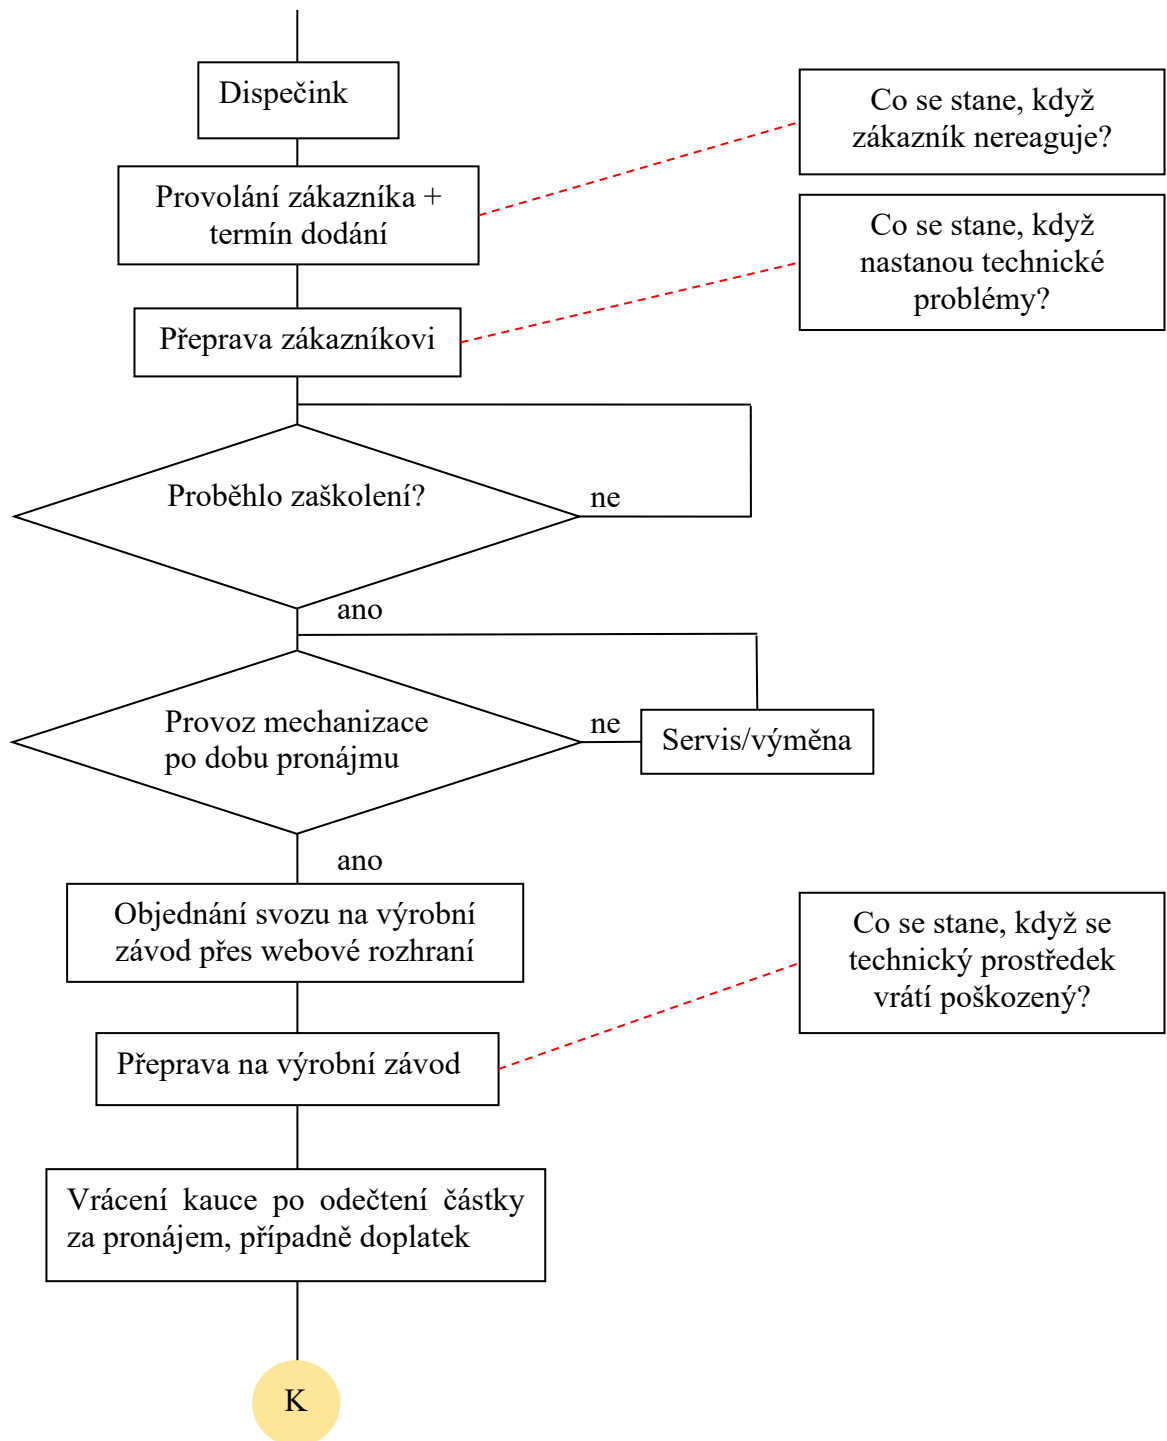 Dispečink
Co se stane, když
zákazník nereaguje?
Provolání zákazníka +
termín dodání
Co se stane, když
nastanou technické
problémy?
Přeprava zákazníkovi
Proběhlo zaškolení?
ne
ano
Provoz mechanizace
po dobu pronájmu
ne
Servis/výměna
ano
Objednání svozu na výrobní
závod přes webové rozhraní
Co se stane, když se
technický prostředek
vrátí poškozený?
Přeprava na výrobní závod
Vrácení kauce po odečtení částky
za pronájem, případně doplatek
K